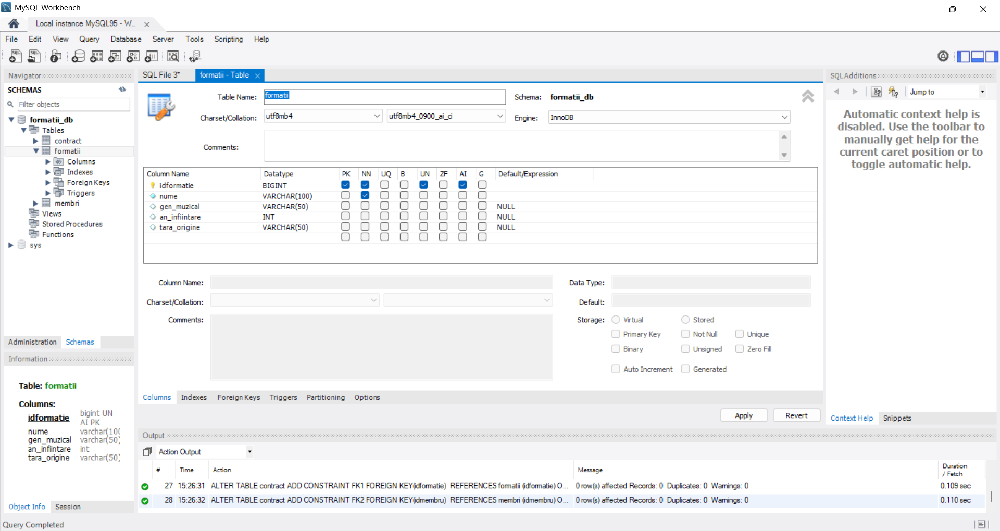 MySQL Workbench
Local instance MySQL95 - W...
File Edit View Query Database Server Tools Scripting Help
Navigator
SCHEMAS
Filter objects
formatii_db
Tables
contract
formatii
Columns
Indexes
Foreign Keys
Triggers
membri
Views
Stored Procedures
Functions
sys
Administration Schemas
Information
Table: formatii
Columns:
idformatie bigint UN
AI PK
nume varchar(10(
gen_muzical varchar(50)
an_infiintare int
tara_origine varchar(50)
Object Info Session
Query Completed
SQL File 3* formatii - Table
Table Name: formatii Schema: formatii_db
Charset/Collation: utf8mb4 utf8mb4_0900_ai_ci Engine: InnoDB
Comments:
Column Name Datatype PK NN UQ B UN ZF AI G Default/Expression
idformatie BIGINT
nume VARCHAR(100)
gen_muzical VARCHAR(50) NULL
an_infiintare INT NULL
tara_origine VARCHAR(50) NULL
Column Name: Data Type:
Charset/Collation: Default:
Comments: Storage: Virtual Stored
Primary Key Not Null Unique
Binary Unsigned Zero Fill
Auto Increment Generated
Columns Indexes Foreign Keys Triggers Partitioning Options
Apply Revert
SQLAdditions
Jump to
Automatic context help is
disabled. Use the toolbar to
manually get help for the
current caret position or to
toggle automatic help.
Context Help Snippets
Output
Action Output
# Time Action Message Duration
/ Fetch
27 15:26:31 ALTER TABLE contract ADD CONSTRAINT FK1 FOREIGN KEY(idformatie) REFERENCES formatii (idformatie) O... 0 row(s) affected Records: 0 Duplicates: 0 Warnings: 0 0.109 sec
28 15:26:32 ALTER TABLE contract ADD CONSTRAINT FK2 FOREIGN KEY(idmembru) REFERENCES membri (idmembru) O... 0 row(s) affected Records: 0 Duplicates: 0 Warnings: 0 0.110 sec